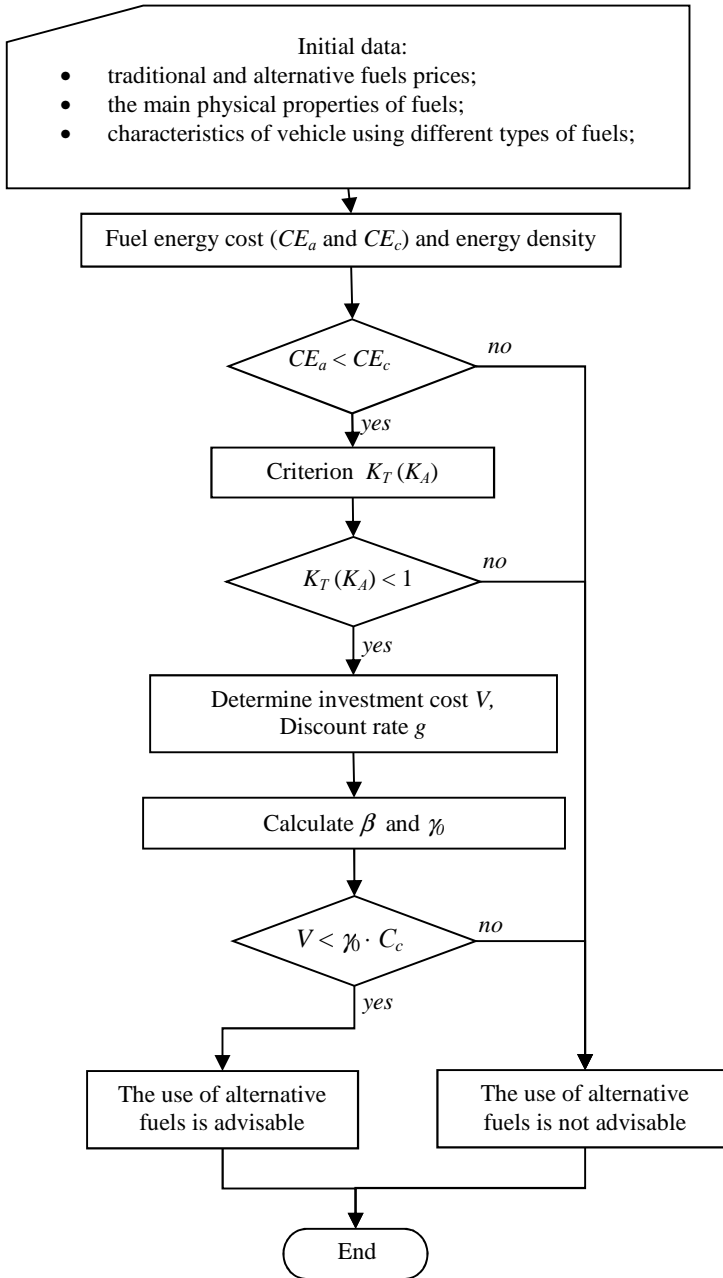 Initial data:
• traditional and alternative fuels prices;
• the main physical properties of fuels;
• characteristics of vehicle using different types of fuels;
Fuel energy cost (CEa and CEc) and energy density
CEa < CEc
no
yes
Criterion KT (KA)
KT (KA) < 1
no
yes
Determine investment cost V,
Discount rate g
Calculate β and γ0
V < γ0 · Cc
no
yes
The use of alternative
fuels is advisable
The use of alternative
fuels is not advisable
End